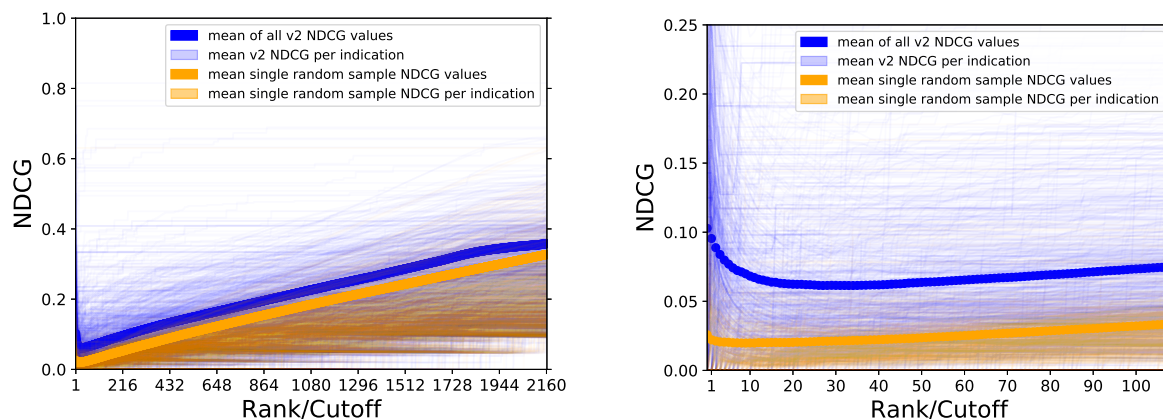 1.0
0.8
0.6
0.4
0.2
0.0
NDCG
mean of all v2 NDCG values
mean v2 NDCG per indication
mean single random sample NDCG values
mean single random sample NDCG per indication
1 216 432 648 864 1080 1296 1512 1728 1944 2160
Rank/Cutoff
0.25
0.20
0.15
0.10
0.05
0.00
NDCG
mean of all v2 NDCG values
mean v2 NDCG per indication
mean single random sample NDCG values
mean single random sample NDCG per indication
1 10 20 30 40 50 60 70 80 90 100
Rank/Cutoff